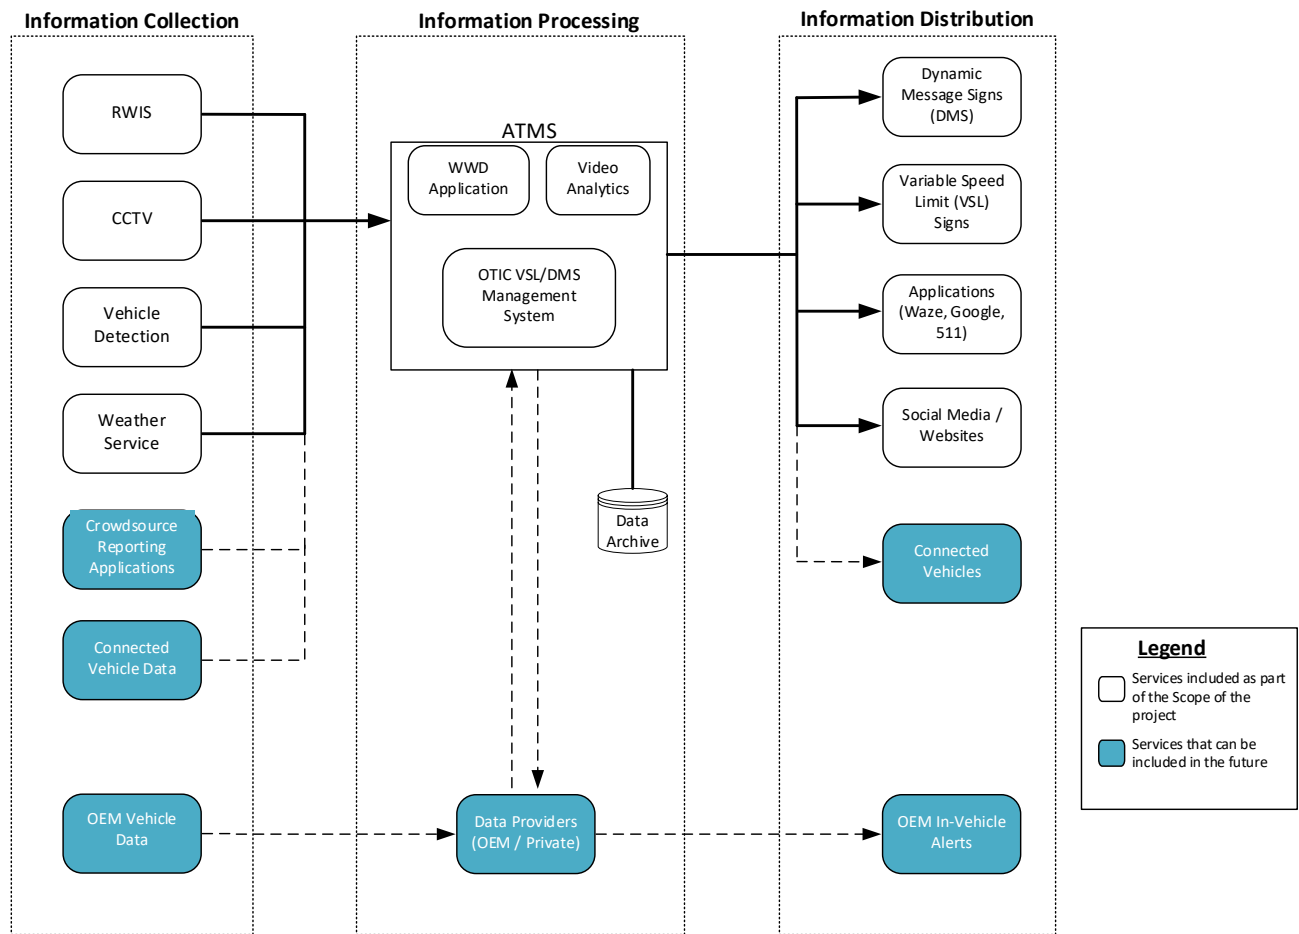 Information Collection
RWIS
CCTV
Vehicle
Detection
Weather
Service
Crowdsource
Reporting
Applications
Connected
Vehicle Data
OEM Vehicle
Data
Information Processing
ATMS
WWD
Application
Video
Analytics
OTIC VSL/DMS
Management
System
Data
Archive
Data Providers
(OEM / Private)
Information Distribution
Dynamic
Message Signs
(DMS)
Variable Speed
Limit (VSL)
Signs
Applications
(Waze, Google,
511)
Social Media /
Websites
Connected
Vehicles
OEM In-Vehicle
Alerts
Legend
Services included as part
of the Scope of the
project
Services that can be
included in the future